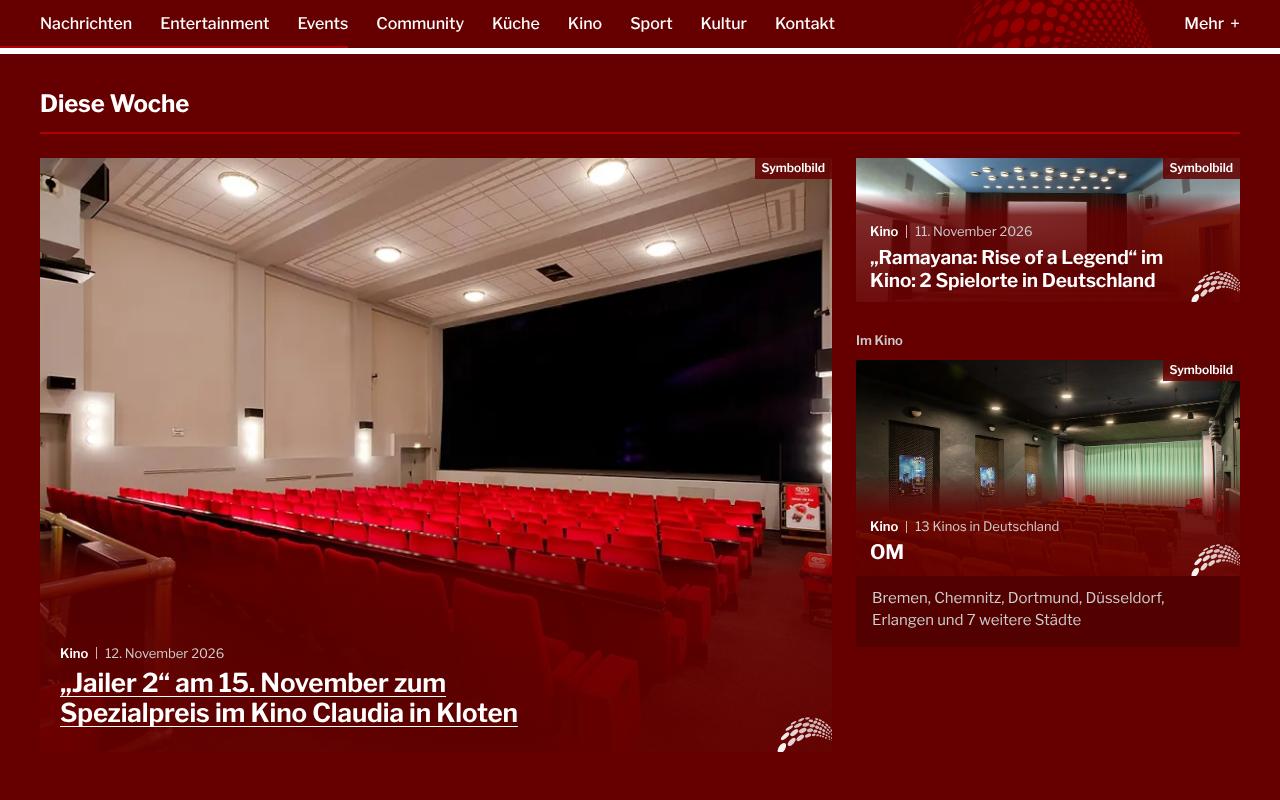 Nachrichten Entertainment Events Community Küche Kino Sport Kultur Kontakt Mehr +
Diese Woche
Symbolbild
Kino | 12. November 2026
„Jailer 2“ am 15. November zum
Spezialpreis im Kino Claudia in Kloten
Symbolbild
Kino | 11. November 2026
„Ramayana: Rise of a Legend“ im
Kino: 2 Spielorte in Deutschland
Im Kino
Symbolbild
Kino | 13 Kinos in Deutschland
OM
Bremen, Chemnitz, Dortmund, Düsseldorf,
Erlangen und 7 weitere Städte